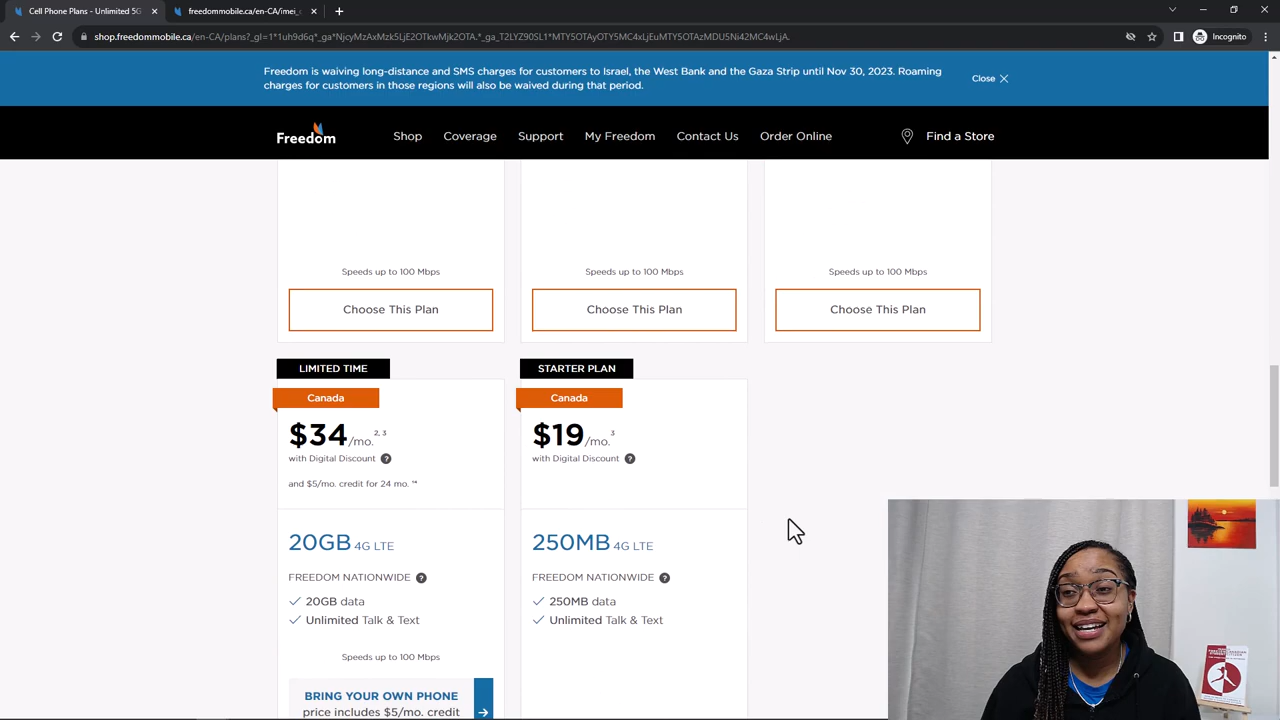 Cell Phone Plans - Unlimited 5G
freedommobile.ca/en-CA/imei_c
shop.freedommobile.ca/en-CA/plans?_gl=1*1uh9d6q*_ga*NjcyMzAxMzk5LjE2OTkwMjk2OTA.*_ga_T2LYZ90SL1*MTY5OTAyOTY5MC4xLjEuMTY5OTAzMDU5Ni42MC4wLjA.
Incognito
Freedom is waiving long-distance and SMS charges for customers to Israel, the West Bank and the Gaza Strip until Nov 30, 2023. Roaming
charges for customers in those regions will also be waived during that period.
Close
Freedom
Shop Coverage Support My Freedom Contact Us Order Online Find a Store
Speeds up to 100 Mbps Speeds up to 100 Mbps Speeds up to 100 Mbps
Choose This Plan Choose This Plan Choose This Plan
LIMITED TIME
Canada
$34/mo.2, 3
with Digital Discount ?
and $5/mo. credit for 24 mo.
20GB 4G LTE
FREEDOM NATIONWIDE ?
20GB data
Unlimited Talk & Text
Speeds up to 100 Mbps
BRING YOUR OWN PHONE
price includes $5/mo. credit
STARTER PLAN
Canada
$19/mo.3
with Digital Discount ?
250MB 4G LTE
FREEDOM NATIONWIDE ?
250MB data
Unlimited Talk & Text